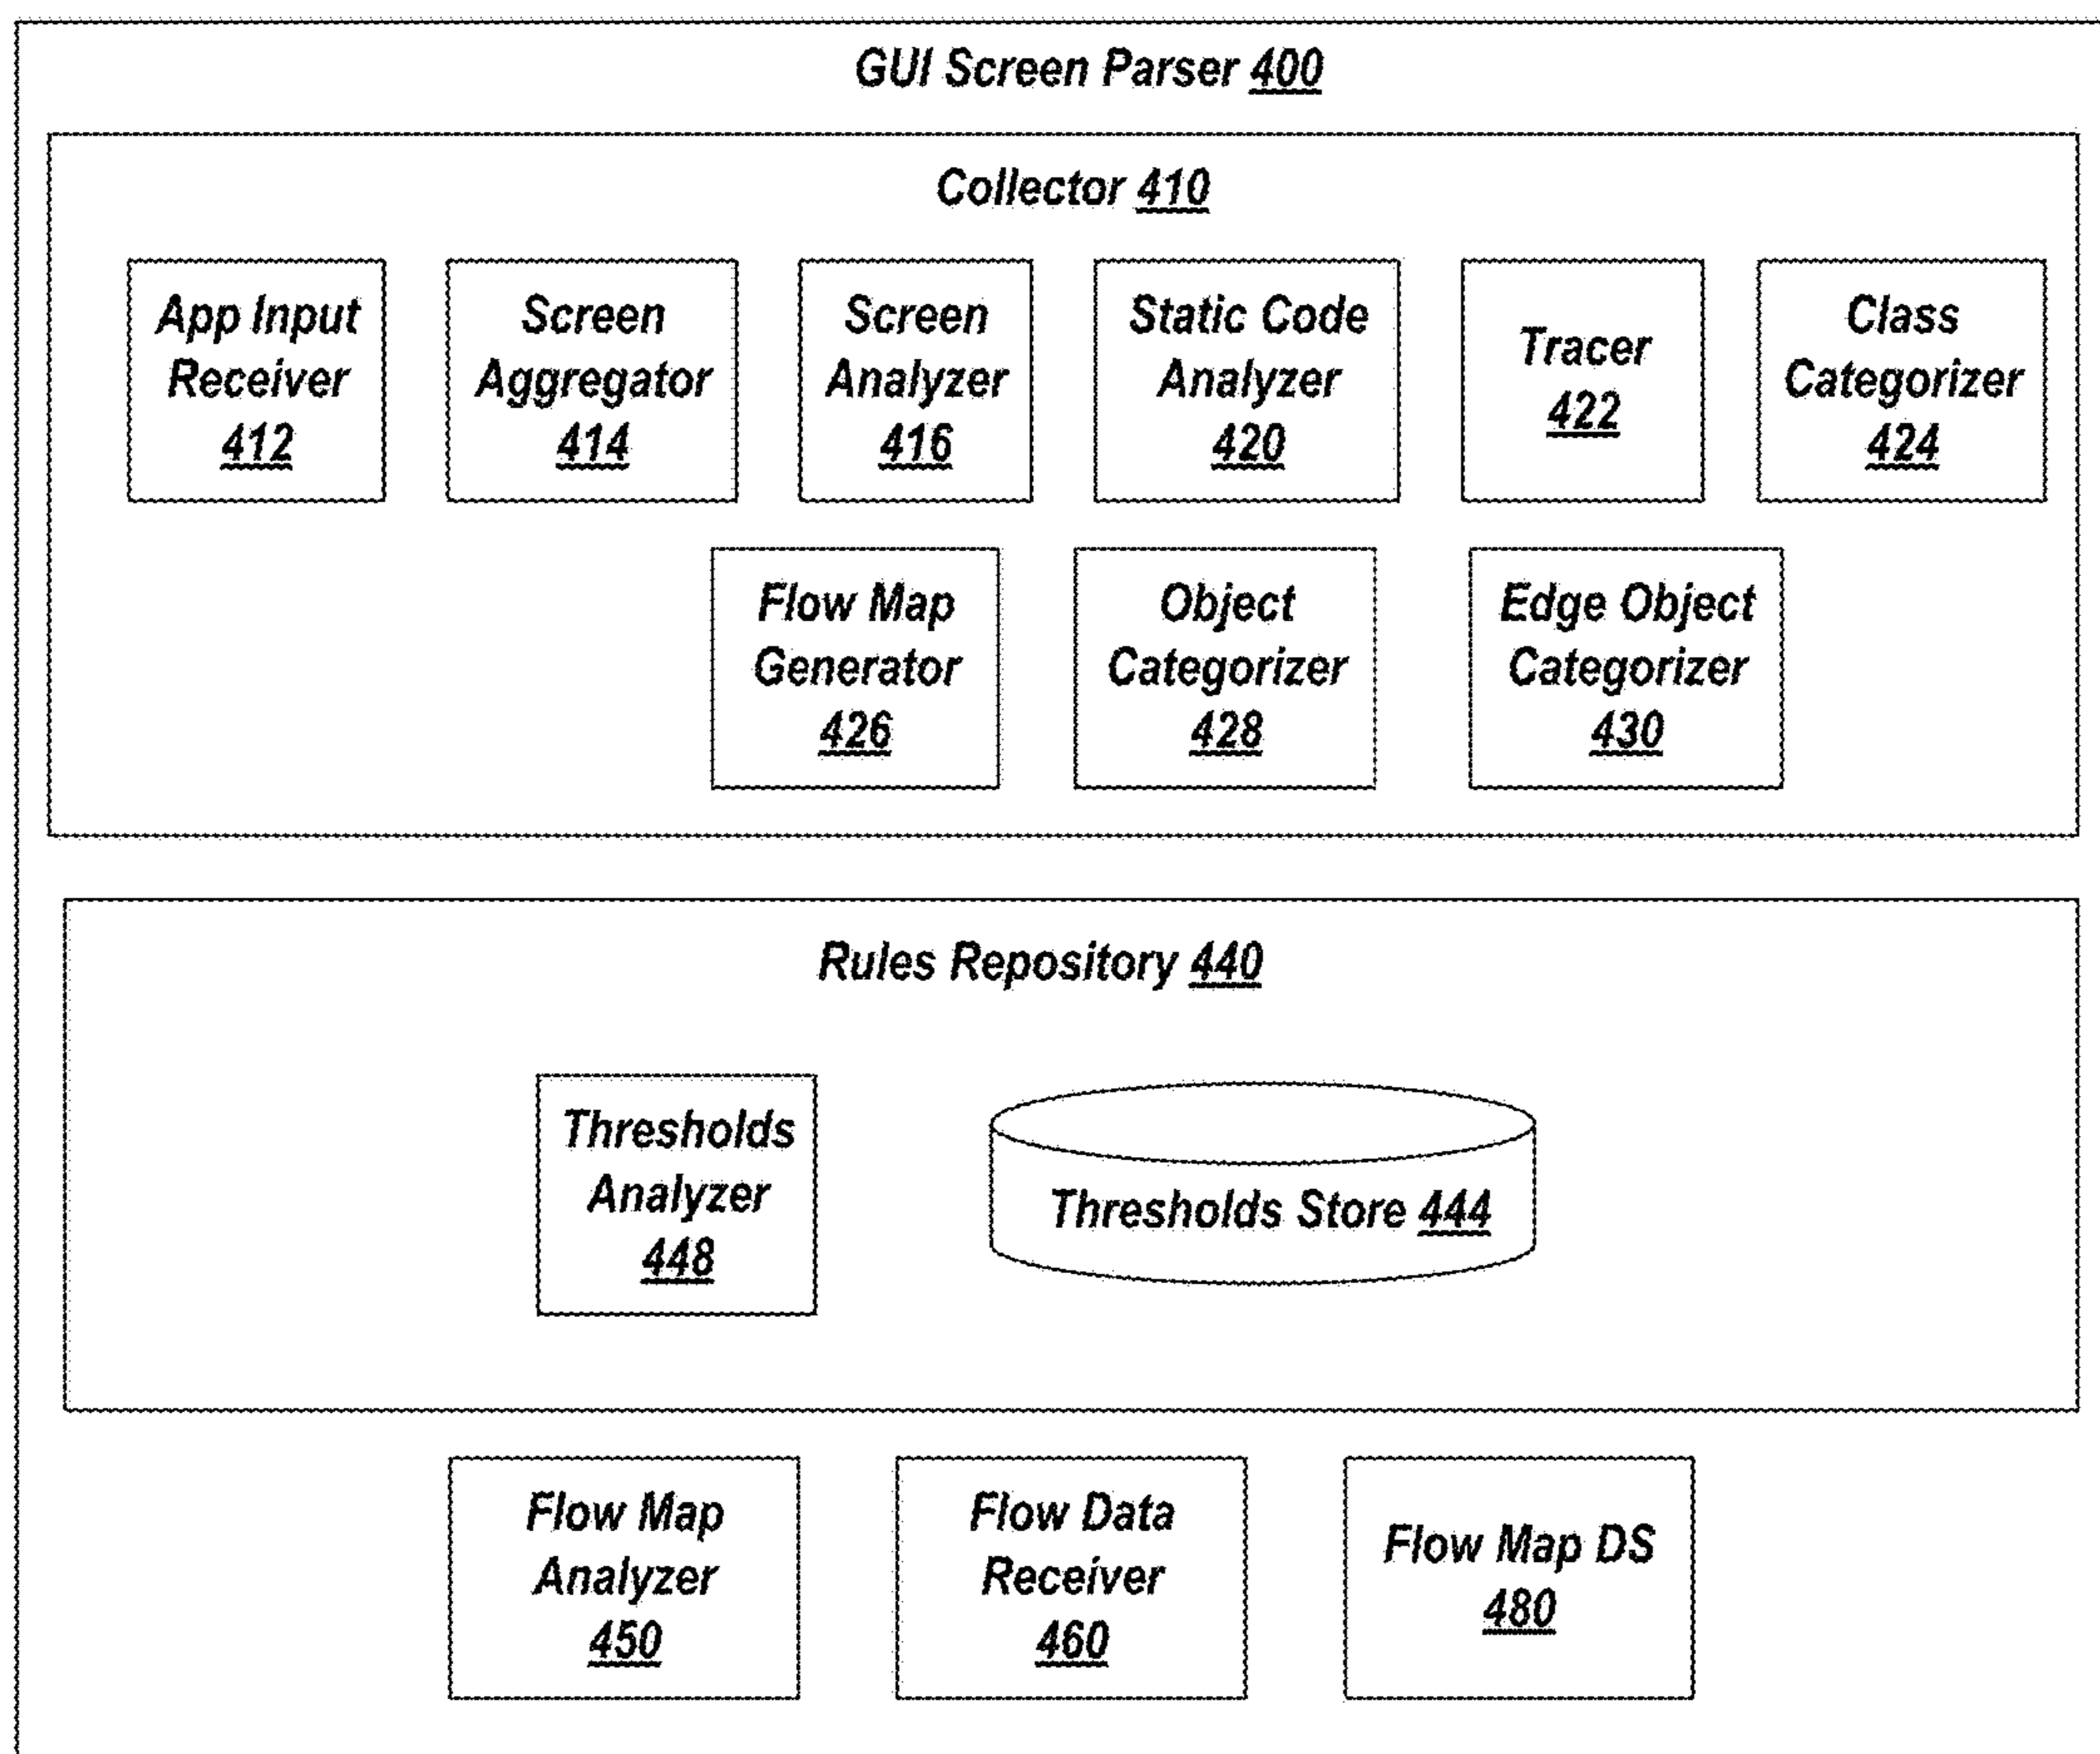 GUI Screen Parser 400
Collector 410
App Input
Receiver
412
Screen
Aggregator
414
Screen
Analyzer
416
Static Code
Analyzer
420
Tracer
422
Class
Categorizer
424
Flow Map
Generator
426
Object
Categorizer
428
Edge Object
Categorizer
430
Rules Repository 440
Thresholds
Analyzer
448
Thresholds Store 444
Flow Map
Analyzer
450
Flow Data
Receiver
460
Flow Map DS
480